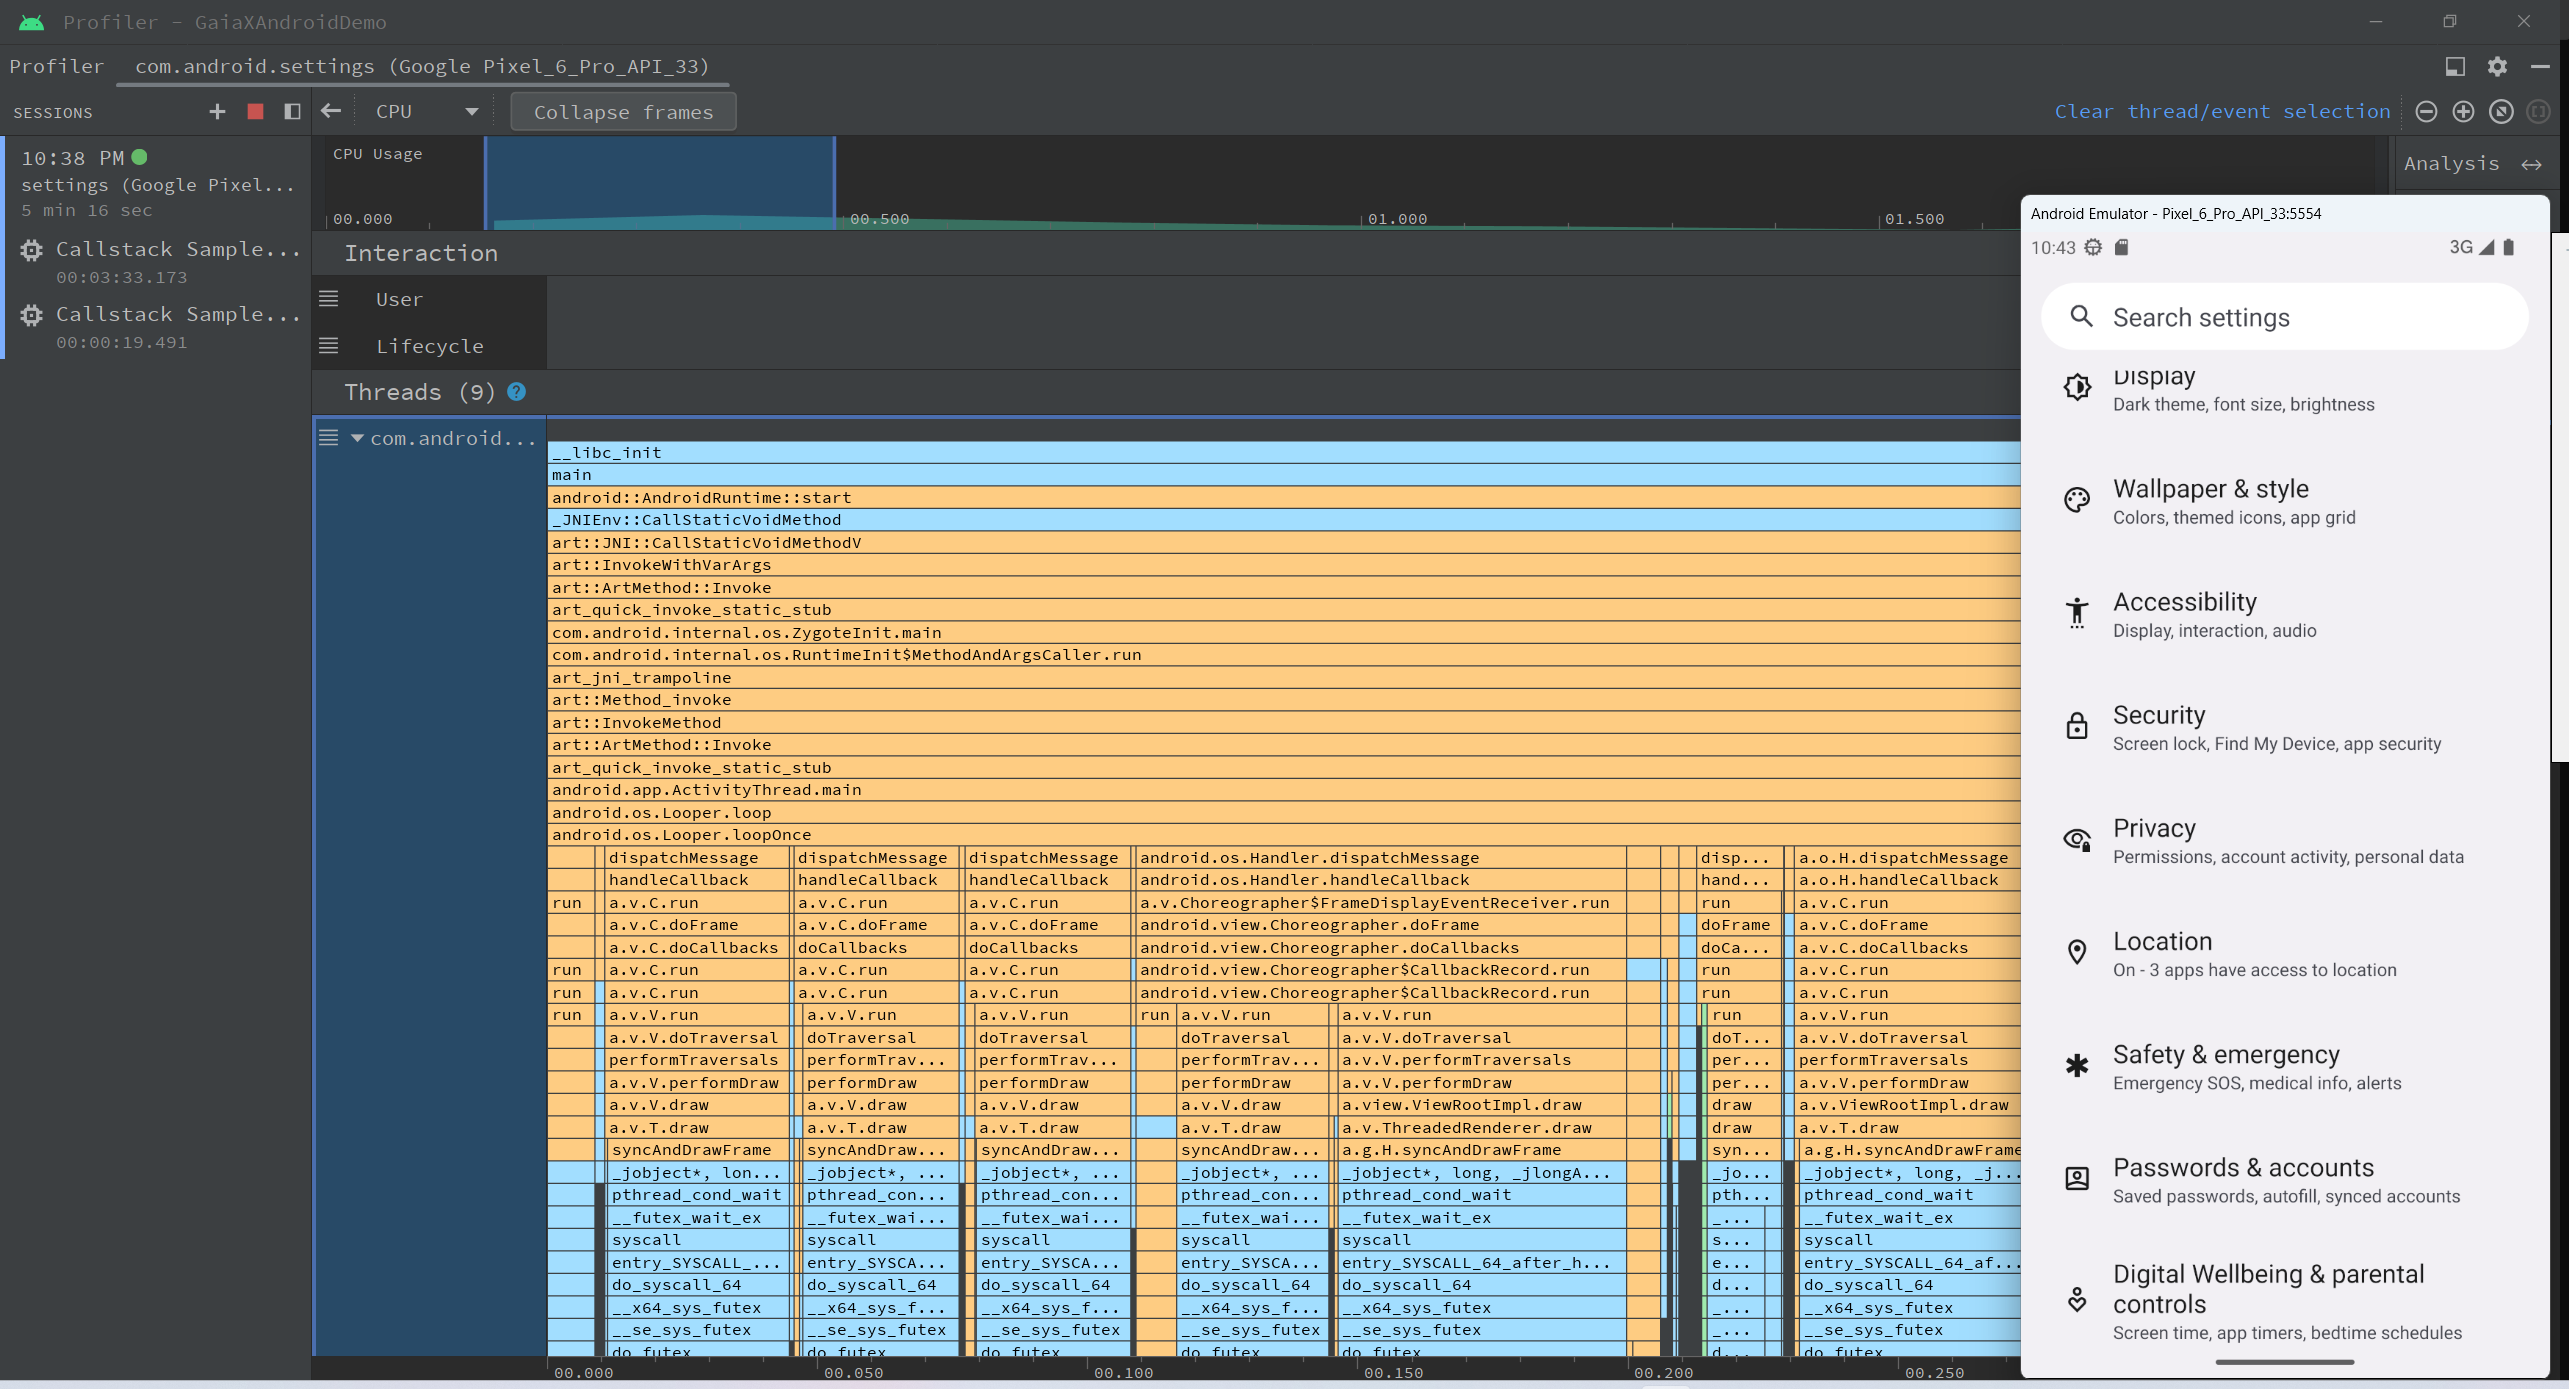 Profiler - GaiaXAndroidDemo
Profiler com.android.settings (Google Pixel_6_Pro_API_33)
SESSIONS CPU Collapse frames Clear thread/event selection
10:38 PM
settings (Google Pixel...
5 min 16 sec
Callstack Sample...
00:03:33.173
Callstack Sample...
00:00:19.491
CPU Usage
00.000 00.500 01.000 01.500
Analysis
Interaction
User
Lifecycle
Threads (9) ?
com.android...
__libc_init
main
android::AndroidRuntime::start
_JNIEnv::CallStaticVoidMethod
art::JNI::CallStaticVoidMethodV
art::InvokeWithVarArgs
art::ArtMethod::Invoke
art_quick_invoke_static_stub
com.android.internal.os.ZygoteInit.main
com.android.internal.os.RuntimeInit$MethodAndArgsCaller.run
art_jni_trampoline
art::Method_invoke
art::InvokeMethod
art::ArtMethod::Invoke
art_quick_invoke_static_stub
android.app.ActivityThread.main
android.os.Looper.loop
android.os.Looper.loopOnce
dispatchMessage dispatchMessage dispatchMessage android.os.Handler.dispatchMessage disp... a.o.H.dispatchMessage
handleCallback handleCallback handleCallback android.os.Handler.handleCallback hand... a.o.H.handleCallback
run a.v.C.run a.v.C.run a.v.C.run a.v.Choreographer$FrameDisplayEventReceiver.run run a.v.C.run
a.v.C.doFrame a.v.C.doFrame a.v.C.doFrame android.view.Choreographer.doFrame doFrame a.v.C.doFrame
a.v.C.doCallbacks doCallbacks doCallbacks android.view.Choreographer.doCallbacks doCa... a.v.C.doCallbacks
run a.v.C.run a.v.C.run a.v.C.run android.view.Choreographer$CallbackRecord.run run a.v.C.run
run a.v.C.run a.v.C.run a.v.C.run android.view.Choreographer$CallbackRecord.run run a.v.C.run
run a.v.V.run a.v.V.run a.v.V.run run a.v.V.run a.v.V.run run a.v.V.run
a.v.V.doTraversal doTraversal doTraversal doTraversal a.v.V.doTraversal doT... a.v.V.doTraversal
performTraversals performTrav... performTrav... performTrav... a.v.V.performTraversals per... performTraversals
a.v.V.performDraw performDraw performDraw performDraw a.v.V.performDraw per... a.v.V.performDraw
a.v.V.draw a.v.V.draw a.v.V.draw a.v.V.draw a.view.ViewRootImpl.draw draw a.v.ViewRootImpl.draw
a.v.T.draw a.v.T.draw a.v.T.draw a.v.T.draw a.v.ThreadedRenderer.draw draw a.v.T.draw
syncAndDrawFrame syncAndDraw... syncAndDraw... syncAndDraw... a.g.H.syncAndDrawFrame syn... a.g.H.syncAndDrawFrame
_jobject*, lon... _jobject*, ... _jobject*, ... _jobject*, ... _jobject*, long, _jlongA... _jo... _jobject*, long, _j...
pthread_cond_wait pthread_con... pthread_con... pthread_con... pthread_cond_wait pth... pthread_cond_wait
__futex_wait_ex __futex_wai... __futex_wai... __futex_wai... __futex_wait_ex _... __futex_wait_ex
syscall syscall syscall syscall syscall s... syscall
entry_SYSCALL_... entry_SYSCA... entry_SYSCA... entry_SYSCA... entry_SYSCALL_64_after_h... e... entry_SYSCALL_64_af...
do_syscall_64 do_syscall_64 do_syscall_64 do_syscall_64 do_syscall_64 d... do_syscall_64
__x64_sys_futex __x64_sys_f... __x64_sys_f... __x64_sys_f... __x64_sys_futex _... __x64_sys_futex
__se_sys_futex __se_sys_futex __se_sys_futex __se_sys_futex __se_sys_futex _... __se_sys_futex
do_futex do_futex do_futex do_futex do_futex d... do_futex
00.000 00.050 00.100 00.150 00.200 00.250
Android Emulator - Pixel_6_Pro_API_33:5554
10:43 3G
Search settings
Display
Dark theme, font size, brightness
Wallpaper & style
Colors, themed icons, app grid
Accessibility
Display, interaction, audio
Security
Screen lock, Find My Device, app security
Privacy
Permissions, account activity, personal data
Location
On - 3 apps have access to location
Safety & emergency
Emergency SOS, medical info, alerts
Passwords & accounts
Saved passwords, autofill, synced accounts
Digital Wellbeing & parental
controls
Screen time, app timers, bedtime schedules